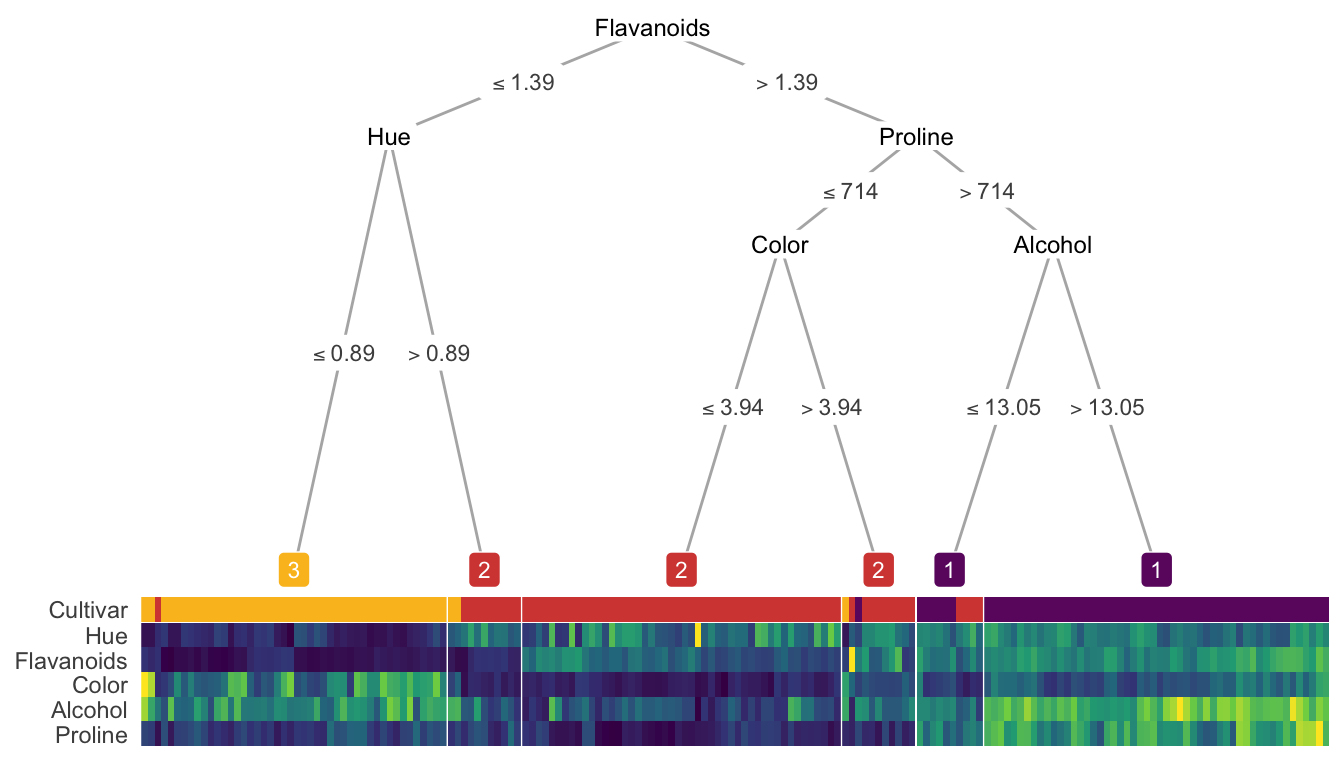 Flavanoids
≤ 1.39
> 1.39
Hue
Proline
≤ 714
> 714
Color
Alcohol
≤ 0.89
> 0.89
≤ 3.94
> 3.94
≤ 13.05
> 13.05
3
2
2
2
1
1
Cultivar
Hue
Flavanoids
Color
Alcohol
Proline